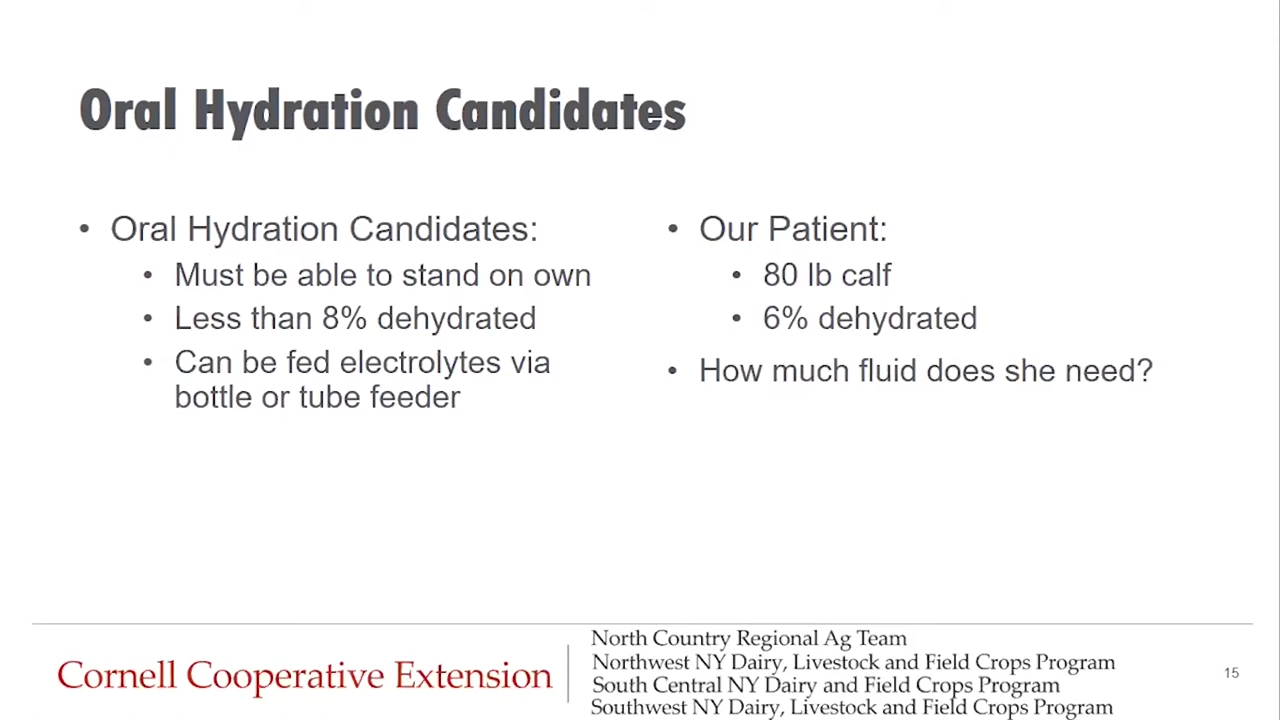 Oral Hydration Candidates
• Oral Hydration Candidates:
• Must be able to stand on own
• Less than 8% dehydrated
• Can be fed electrolytes via
bottle or tube feeder
• Our Patient:
• 80 lb calf
• 6% dehydrated
• How much fluid does she need?
Cornell Cooperative Extension
North Country Regional Ag Team
Northwest NY Dairy, Livestock and Field Crops Program
South Central NY Dairy and Field Crops Program
Southwest NY Dairy, Livestock and Field Crops Program
15